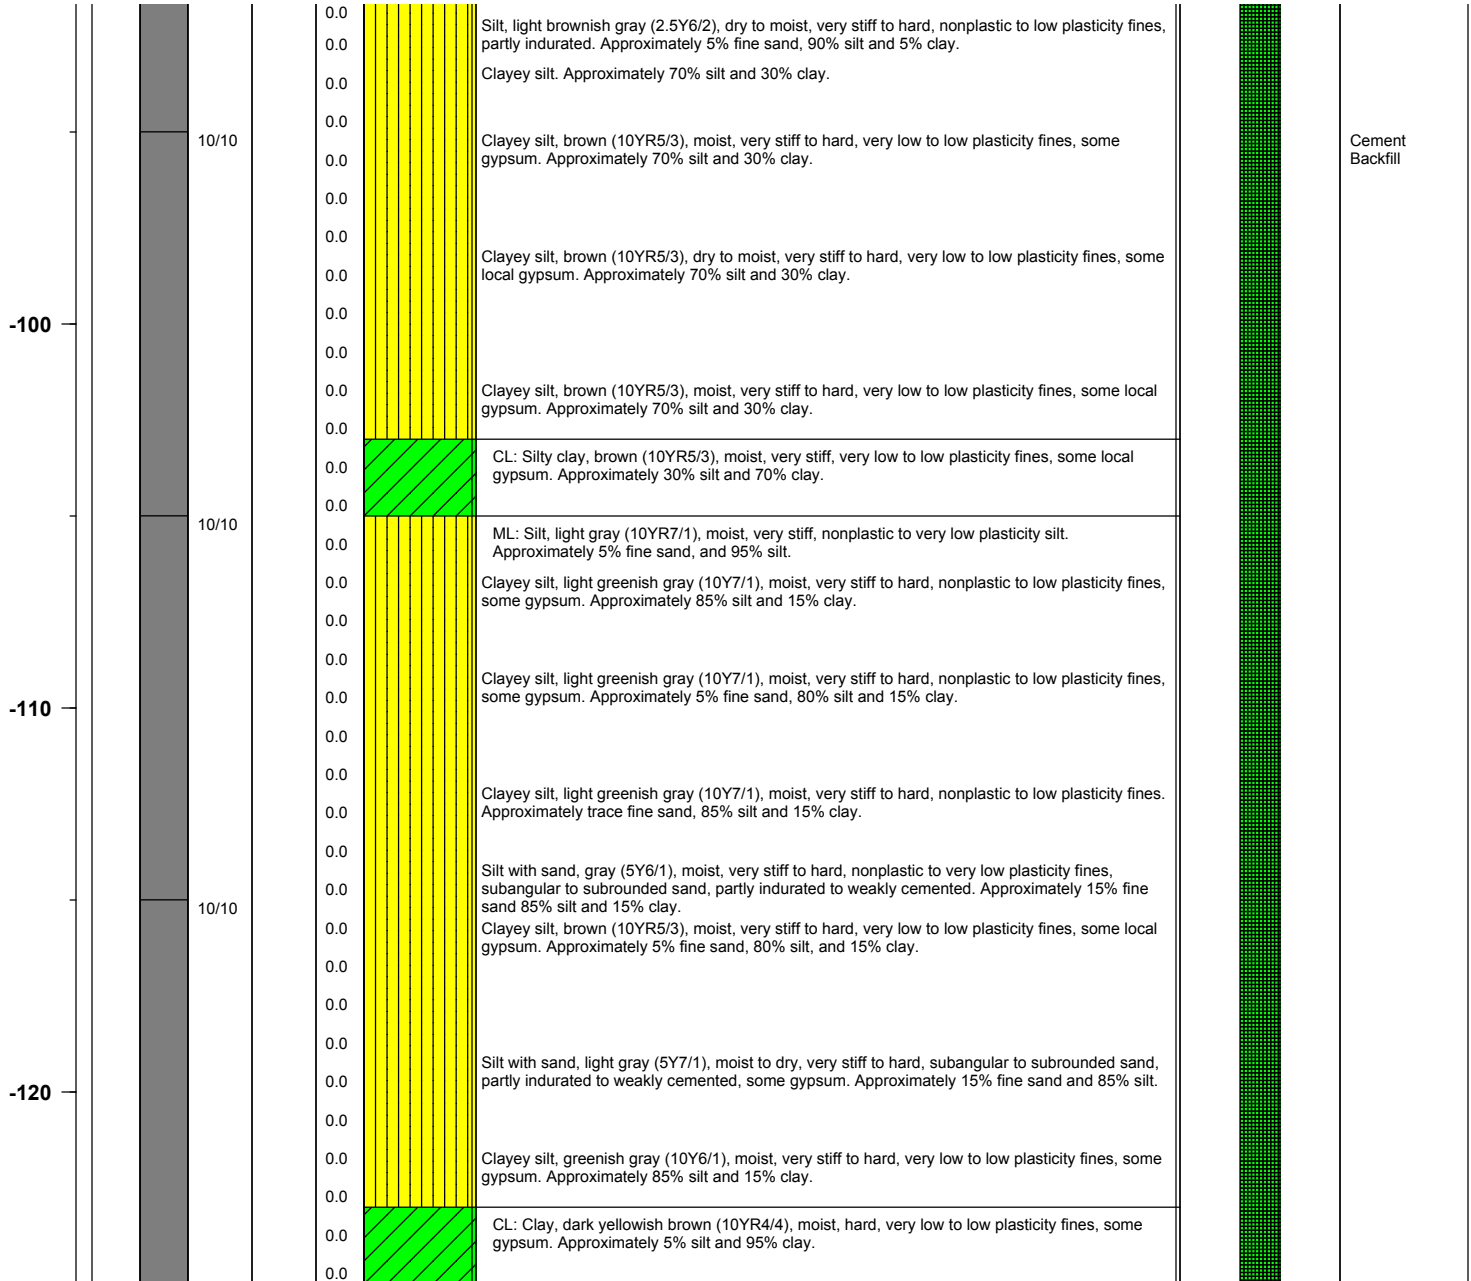 0.0
Silt, light brownish gray (2.5Y6/2), dry to moist, very stiff to hard, nonplastic to low plasticity fines,
0.0
partly indurated. Approximately 5% fine sand, 90% silt and 5% clay.
Clayey silt. Approximately 70% silt and 30% clay.
0.0
0.0
10/10
Clayey silt, brown (10YR5/3), moist, very stiff to hard, very low to low plasticity fines, some
Cement
0.0
gypsum. Approximately 70% silt and 30% clay.
Backfill
0.0
0.0
Clayey silt, brown (10YR5/3), dry to moist, very stiff to hard, very low to low plasticity fines, some
0.0
local gypsum. Approximately 70% silt and 30% clay.
0.0
-100
0.0
0.0
Clayey silt, brown (10YR5/3), moist, very stiff to hard, very low to low plasticity fines, some local
gypsum. Approximately 70% silt and 30% clay.
0.0
CL: Silty clay, brown (10YR5/3), moist, very stiff, very low to low plasticity fines, some local
0.0
gypsum. Approximately 30% silt and 70% clay.
0.0
10/10
ML: Silt, light gray (10YR7/1), moist, very stiff, nonplastic to very low plasticity silt.
0.0
Approximately 5% fine sand, and 95% silt.
0.0
Clayey silt, light greenish gray (10Y7/1), moist, very stiff to hard, nonplastic to low plasticity fines,
some gypsum. Approximately 85% silt and 15% clay.
0.0
0.0
Clayey silt, light greenish gray (10Y7/1), moist, very stiff to hard, nonplastic to low plasticity fines,
0.0
some gypsum. Approximately 5% fine sand, 80% silt and 15% clay.
-110
0.0
0.0
Clayey silt, light greenish gray (10Y7/1), moist, very stiff to hard, nonplastic to low plasticity fines.
0.0
Approximately trace fine sand, 85% silt and 15% clay.
0.0
Silt with sand, gray (5Y6/1), moist, very stiff to hard, nonplastic to very low plasticity fines,
0.0
subangular to subrounded sand, partly indurated to weakly cemented. Approximately 15% fine
10/10
sand 85% silt and 15% clay.
0.0
Clayey silt, brown (10YR5/3), moist, very stiff to hard, very low to low plasticity fines, some local
gypsum. Approximately 5% fine sand, 80% silt, and 15% clay.
0.0
0.0
0.0
Silt with sand, light gray (5Y7/1), moist to dry, very stiff to hard, subangular to subrounded sand,
0.0
partly indurated to weakly cemented, some gypsum. Approximately 15% fine sand and 85% silt.
-120
0.0
0.0
Clayey silt, greenish gray (10Y6/1), moist, very stiff to hard, very low to low plasticity fines, some
gypsum. Approximately 85% silt and 15% clay.
0.0
CL: Clay, dark yellowish brown (10YR4/4), moist, hard, very low to low plasticity fines, some
0.0
gypsum. Approximately 5% silt and 95% clay.
0.0